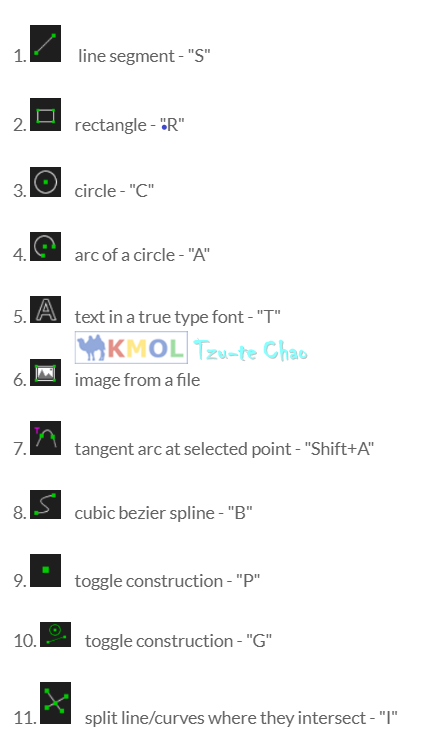 1. line segment - "S"
2. rectangle - "R"
3. circle - "C"
4. arc of a circle - "A"
5. A text in a true type font - "T"
KMOL Tzu-te Chao
6. image from a file
7. T tangent arc at selected point - "Shift+A"
8. cubic bezier spline - "B"
9. toggle construction - "P"
10. toggle construction - "G"
11. split line/curves where they intersect - "I"